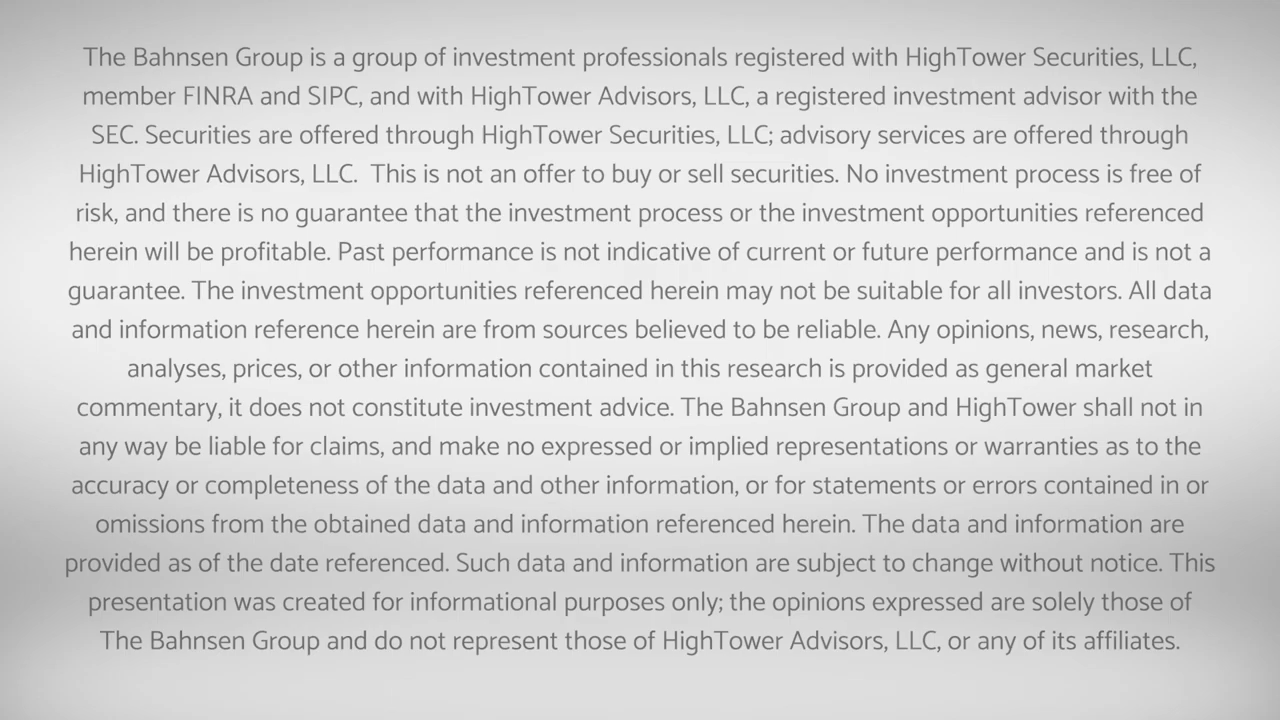 The Bahnsen Group is a group of investment professionals registered with HighTower Securities, LLC,
member FINRA and SIPC, and with HighTower Advisors, LLC, a registered investment advisor with the
SEC. Securities are offered through HighTower Securities, LLC; advisory services are offered through
HighTower Advisors, LLC.  This is not an offer to buy or sell securities. No investment process is free of
risk, and there is no guarantee that the investment process or the investment opportunities referenced
herein will be profitable. Past performance is not indicative of current or future performance and is not a
guarantee. The investment opportunities referenced herein may not be suitable for all investors. All data
and information reference herein are from sources believed to be reliable. Any opinions, news, research,
analyses, prices, or other information contained in this research is provided as general market
commentary, it does not constitute investment advice. The Bahnsen Group and HighTower shall not in
any way be liable for claims, and make no expressed or implied representations or warranties as to the
accuracy or completeness of the data and other information, or for statements or errors contained in or
omissions from the obtained data and information referenced herein. The data and information are
provided as of the date referenced. Such data and information are subject to change without notice. This
presentation was created for informational purposes only; the opinions expressed are solely those of
The Bahnsen Group and do not represent those of HighTower Advisors, LLC, or any of its affiliates.